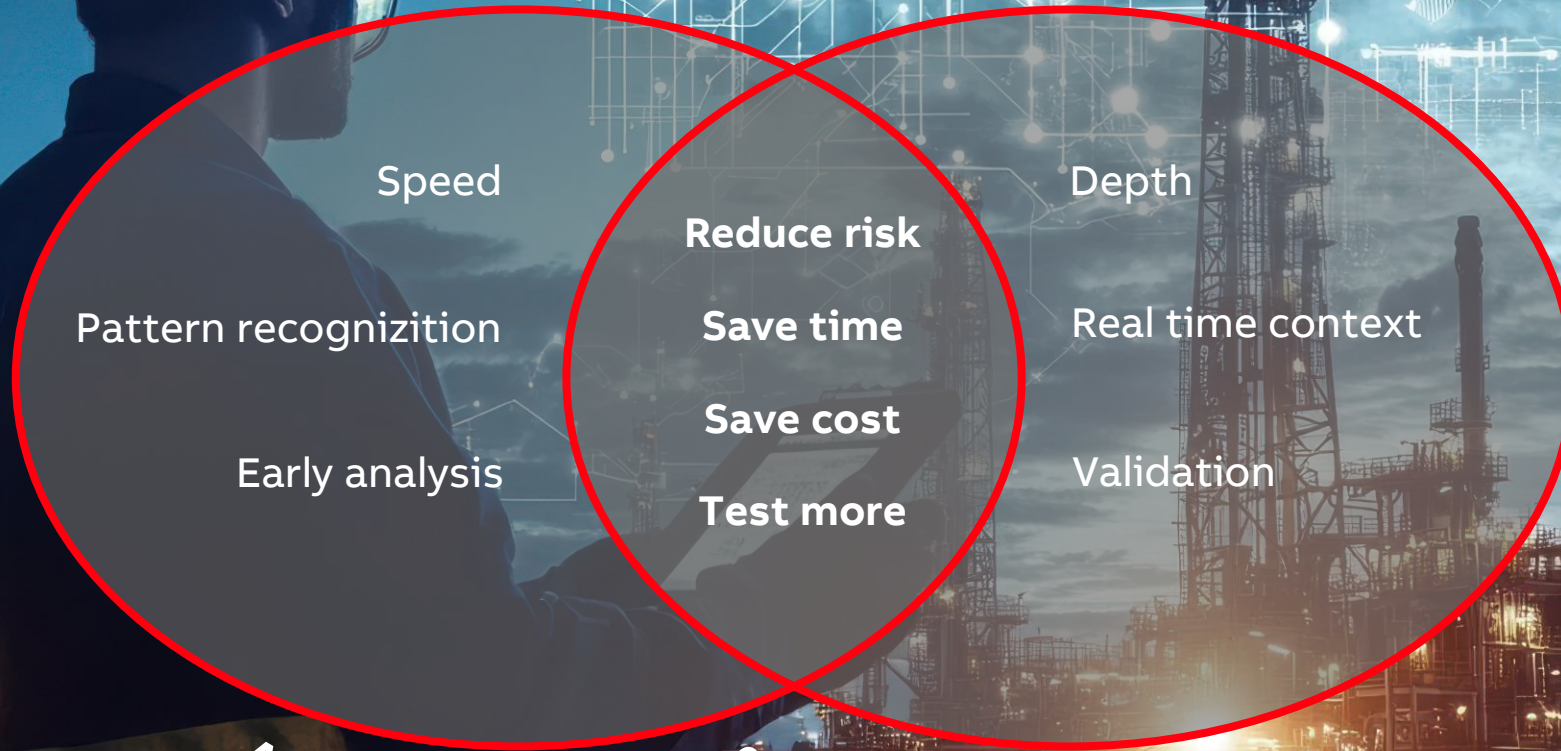 Speed
Pattern recognizition
Early analysis
Reduce risk
Save time
Save cost
Test more
Depth
Real time context
Validation